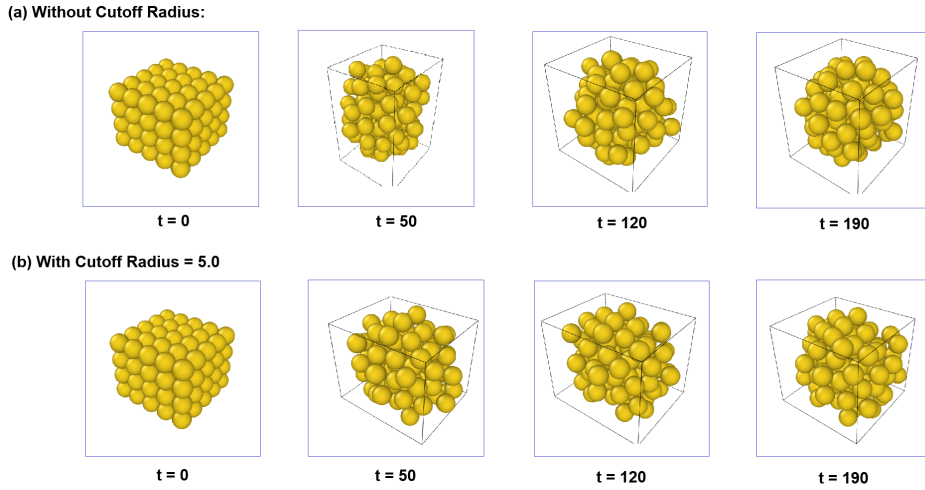 (a) Without Cutoff Radius:
t = 0
t = 50
t = 120
t = 190
(b) With Cutoff Radius = 5.0
t = 0
t = 50
t = 120
t = 190